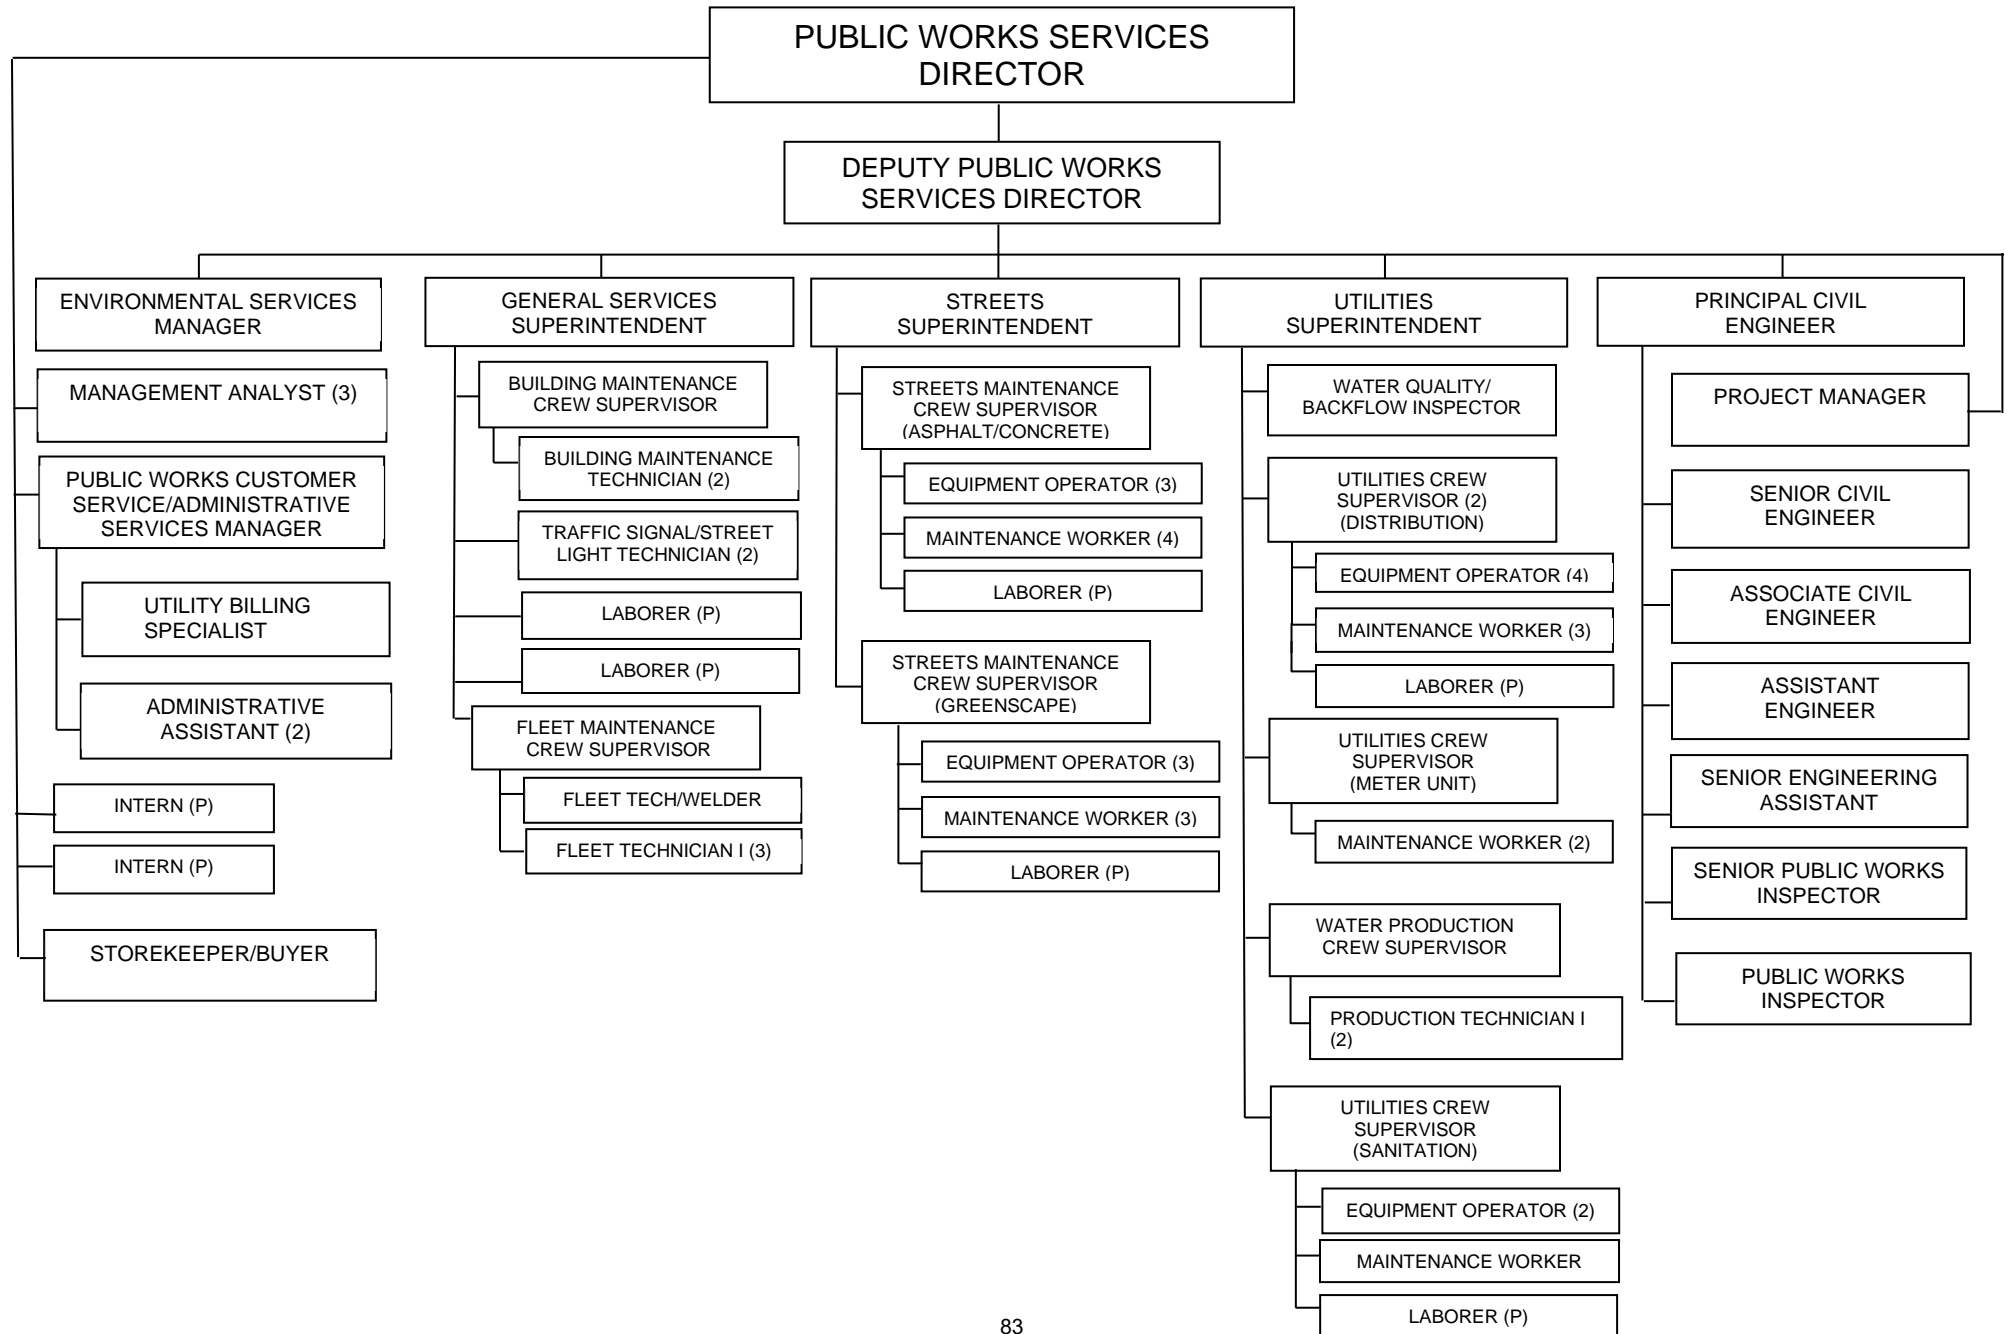 PUBLIC WORKS SERVICES
DIRECTOR
DEPUTY PUBLIC WORKS
SERVICES DIRECTOR
ENVIRONMENTAL SERVICES
MANAGER
MANAGEMENT ANALYST (3)
PUBLIC WORKS CUSTOMER
SERVICE/ADMINISTRATIVE
SERVICES MANAGER
UTILITY BILLING
SPECIALIST
ADMINISTRATIVE
ASSISTANT (2)
INTERN (P)
INTERN (P)
STOREKEEPER/BUYER
GENERAL SERVICES
SUPERINTENDENT
BUILDING MAINTENANCE
CREW SUPERVISOR
BUILDING MAINTENANCE
TECHNICIAN (2)
TRAFFIC SIGNAL/STREET
LIGHT TECHNICIAN (2)
LABORER (P)
LABORER (P)
FLEET MAINTENANCE
CREW SUPERVISOR
FLEET TECH/WELDER
FLEET TECHNICIAN I (3)
STREETS
SUPERINTENDENT
STREETS MAINTENANCE
CREW SUPERVISOR
(ASPHALT/CONCRETE)
EQUIPMENT OPERATOR (3)
MAINTENANCE WORKER (4)
LABORER (P)
STREETS MAINTENANCE
CREW SUPERVISOR
(GREENSCAPE)
EQUIPMENT OPERATOR (3)
MAINTENANCE WORKER (3)
LABORER (P)
UTILITIES
SUPERINTENDENT
WATER QUALITY/
BACKFLOW INSPECTOR
UTILITIES CREW
SUPERVISOR (2)
(DISTRIBUTION)
EQUIPMENT OPERATOR (4)
MAINTENANCE WORKER (3)
LABORER (P)
UTILITIES CREW
SUPERVISOR
(METER UNIT)
MAINTENANCE WORKER (2)
WATER PRODUCTION
CREW SUPERVISOR
PRODUCTION TECHNICIAN I
(2)
UTILITIES CREW
SUPERVISOR
(SANITATION)
EQUIPMENT OPERATOR (2)
MAINTENANCE WORKER
LABORER (P)
PRINCIPAL CIVIL
ENGINEER
PROJECT MANAGER
SENIOR CIVIL
ENGINEER
ASSOCIATE CIVIL
ENGINEER
ASSISTANT
ENGINEER
SENIOR ENGINEERING
ASSISTANT
SENIOR PUBLIC WORKS
INSPECTOR
PUBLIC WORKS
INSPECTOR
83